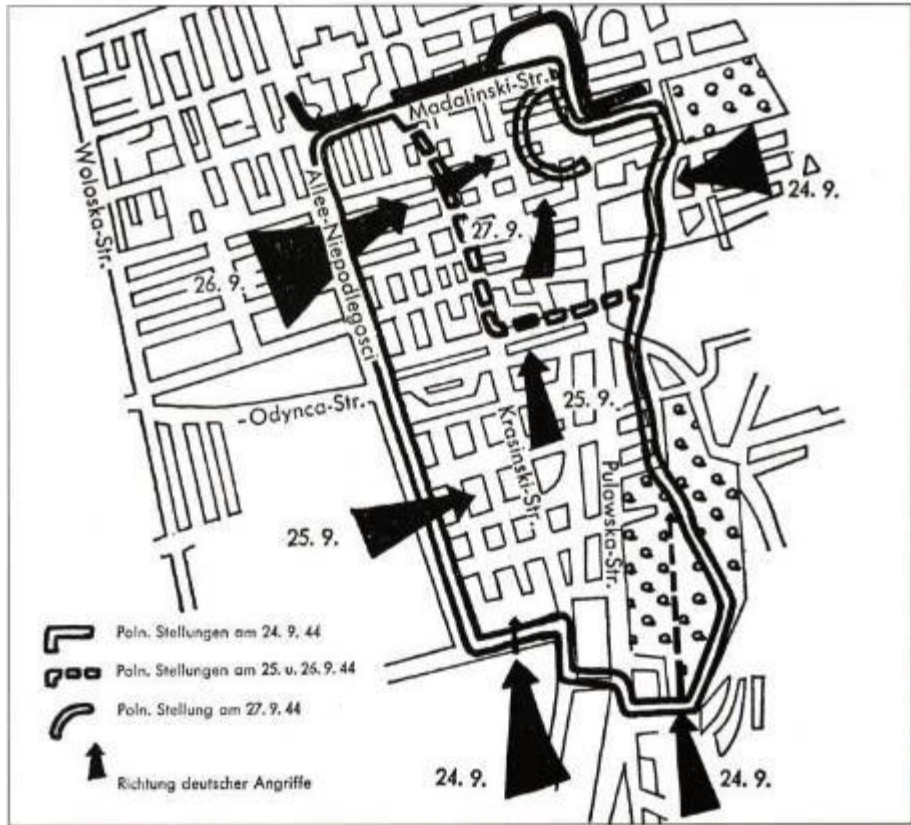 Madalinski-Str.
Woloska-Str.
Allee-Niepodlegosci
24. 9.
27. 9.
26. 9.
25. 9.
-Odynca-Str.
Krasinski-Str.
Pulawska-Str.
25. 9.
Poln. Stellungen am 24. 9. 44
Poln. Stellungen am 25. u. 26. 9. 44
Poln. Stellung am 27. 9. 44
Richtung deutscher Angriffe
24. 9.
24. 9.